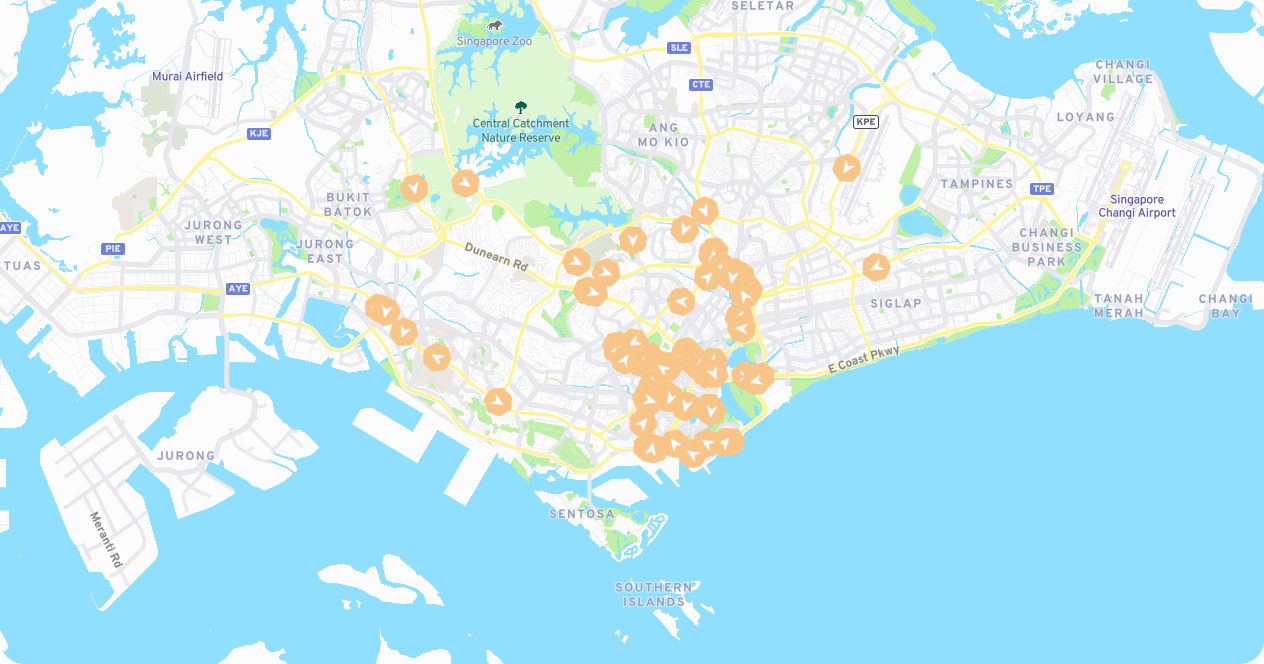 SELETAR
Singapore Zoo
SLE
CHANGI
VILLAGE
Murai Airfield
CTE
Central Catchment
Nature Reserve
LOYANG
KPE
ANG
MO KIO
KJE
TAMPINES
TPE
BUKIT
BATOK
Singapore
Changi Airport
AYE
JURONG
WEST
PIE
JURONG
EAST
Dunearn Rd
CHANGI
BUSINESS
PARK
TUAS
AYE
SIGLAP
TANAH
MERAH
CHANGI
BAY
E Coast Pkwy
JURONG
Meranti Rd
SENTOSA
SOUTHERN
ISLANDS